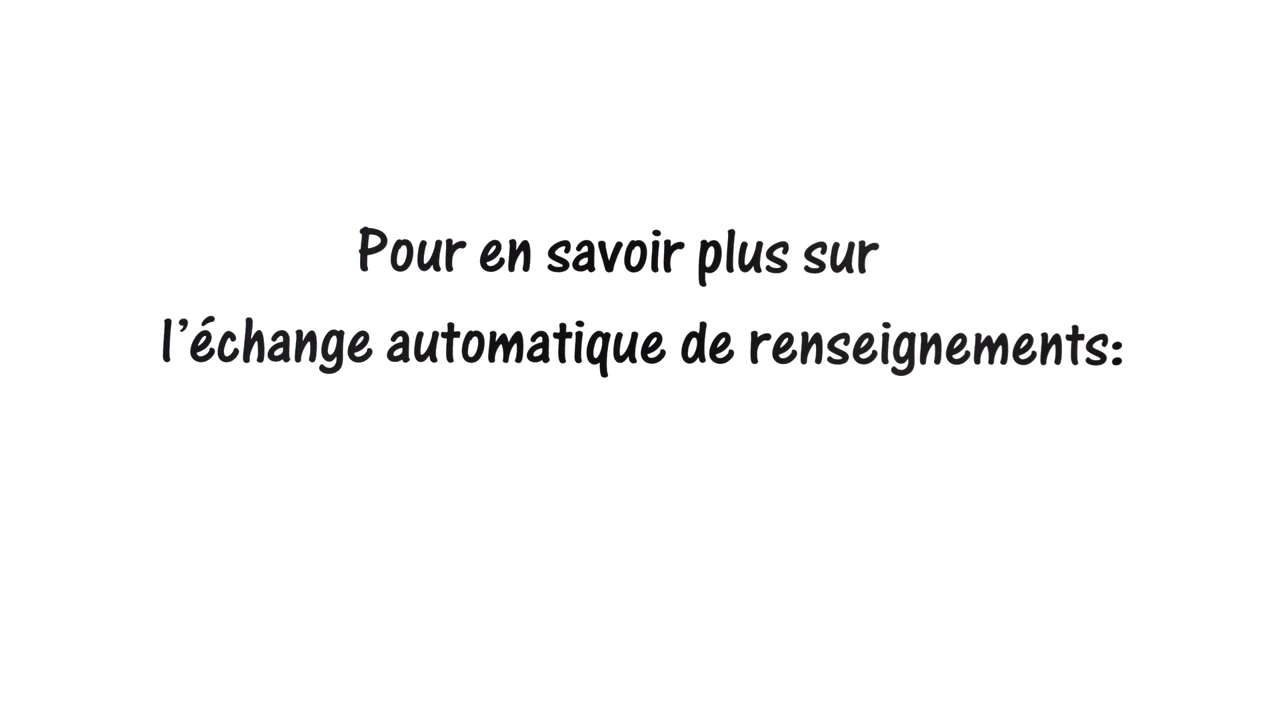 Pour en savoir plus sur
l’échange automatique de renseignements: